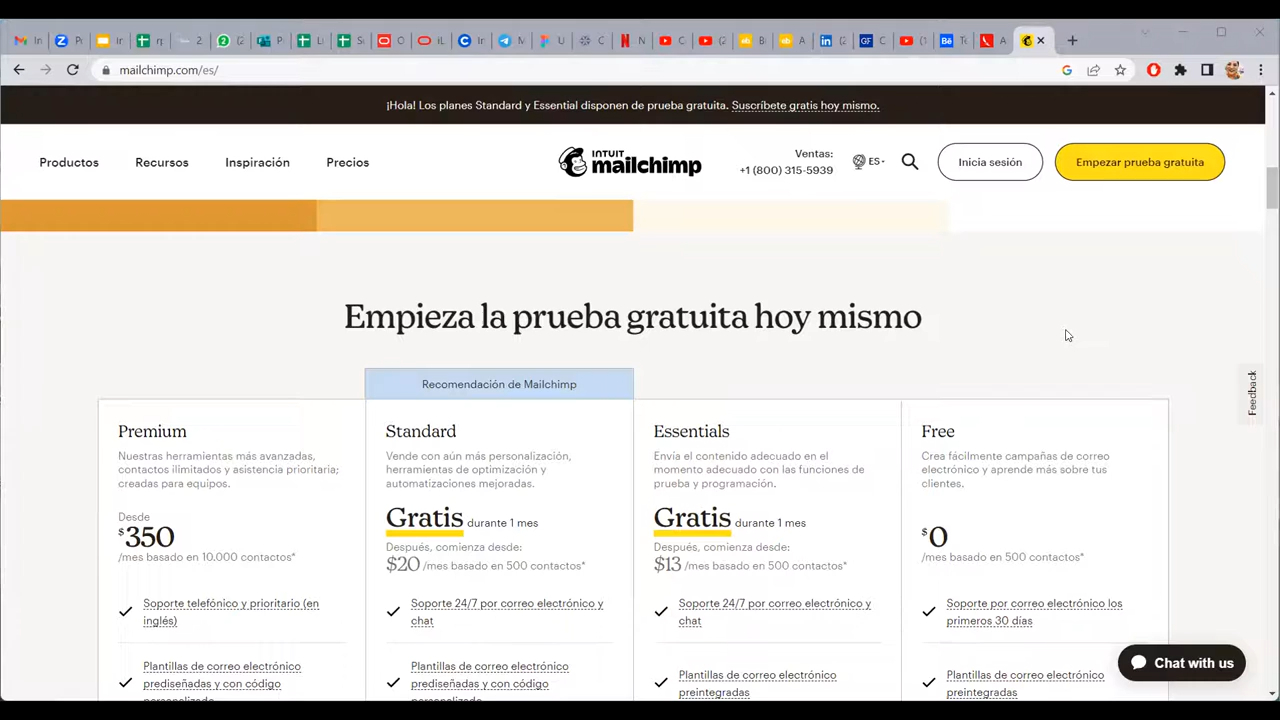 mailchimp.com/es/
¡Hola! Los planes Standard y Essential disponen de prueba gratuita. Suscríbete gratis hoy mismo.
Productos
Recursos
Inspiración
Precios
INTUIT
mailchimp
Ventas:
+1 (800) 315-5939
ES
Inicia sesión
Empezar prueba gratuita
Empieza la prueba gratuita hoy mismo
Feedback
Recomendación de Mailchimp
Premium
Nuestras herramientas más avanzadas,
contactos ilimitados y asistencia prioritaria;
creadas para equipos.
Desde
$350
/mes basado en 10.000 contactos*
Soporte telefónico y prioritario (en
inglés)
Plantillas de correo electrónico
prediseñadas y con código
personalizado
Standard
Vende con aún más personalización,
herramientas de optimización y
automatizaciones mejoradas.
Gratis durante 1 mes
Después, comienza desde:
$20 /mes basado en 500 contactos*
Soporte 24/7 por correo electrónico y
chat
Plantillas de correo electrónico
prediseñadas y con código
personalizado
Essentials
Envía el contenido adecuado en el
momento adecuado con las funciones de
prueba y programación.
Gratis durante 1 mes
Después, comienza desde:
$13 /mes basado en 500 contactos*
Soporte 24/7 por correo electrónico y
chat
Plantillas de correo electrónico
preintegradas
Free
Crea fácilmente campañas de correo
electrónico y aprende más sobre tus
clientes.
$0
/mes basado en 500 contactos*
Soporte por correo electrónico los
primeros 30 días
Plantillas de correo electrónico
preintegradas
Chat with us